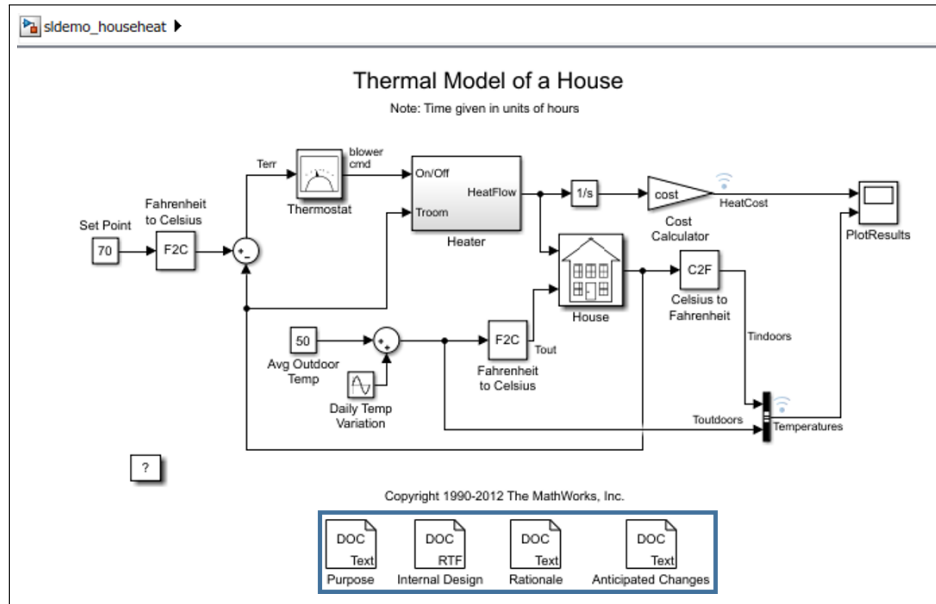 sldemo_househeat
Thermal Model of a House
Note: Time given in units of hours
Terr
blower
cmd
Thermostat
On/Off
HeatFlow
Troom
Heater
1/s
cost
Cost
Calculator
HeatCost
PlotResults
Set Point
70
Fahrenheit
to Celsius
F2C
+
-
House
C2F
Celsius to
Fahrenheit
Tindoors
50
Avg Outdoor
Temp
+
+
Daily Temp
Variation
F2C
Fahrenheit
to Celsius
Tout
Toutdoors
Temperatures
?
Copyright 1990-2012 The MathWorks, Inc.
DOC
Text
Purpose
DOC
RTF
Internal Design
DOC
Text
Rationale
DOC
Text
Anticipated Changes